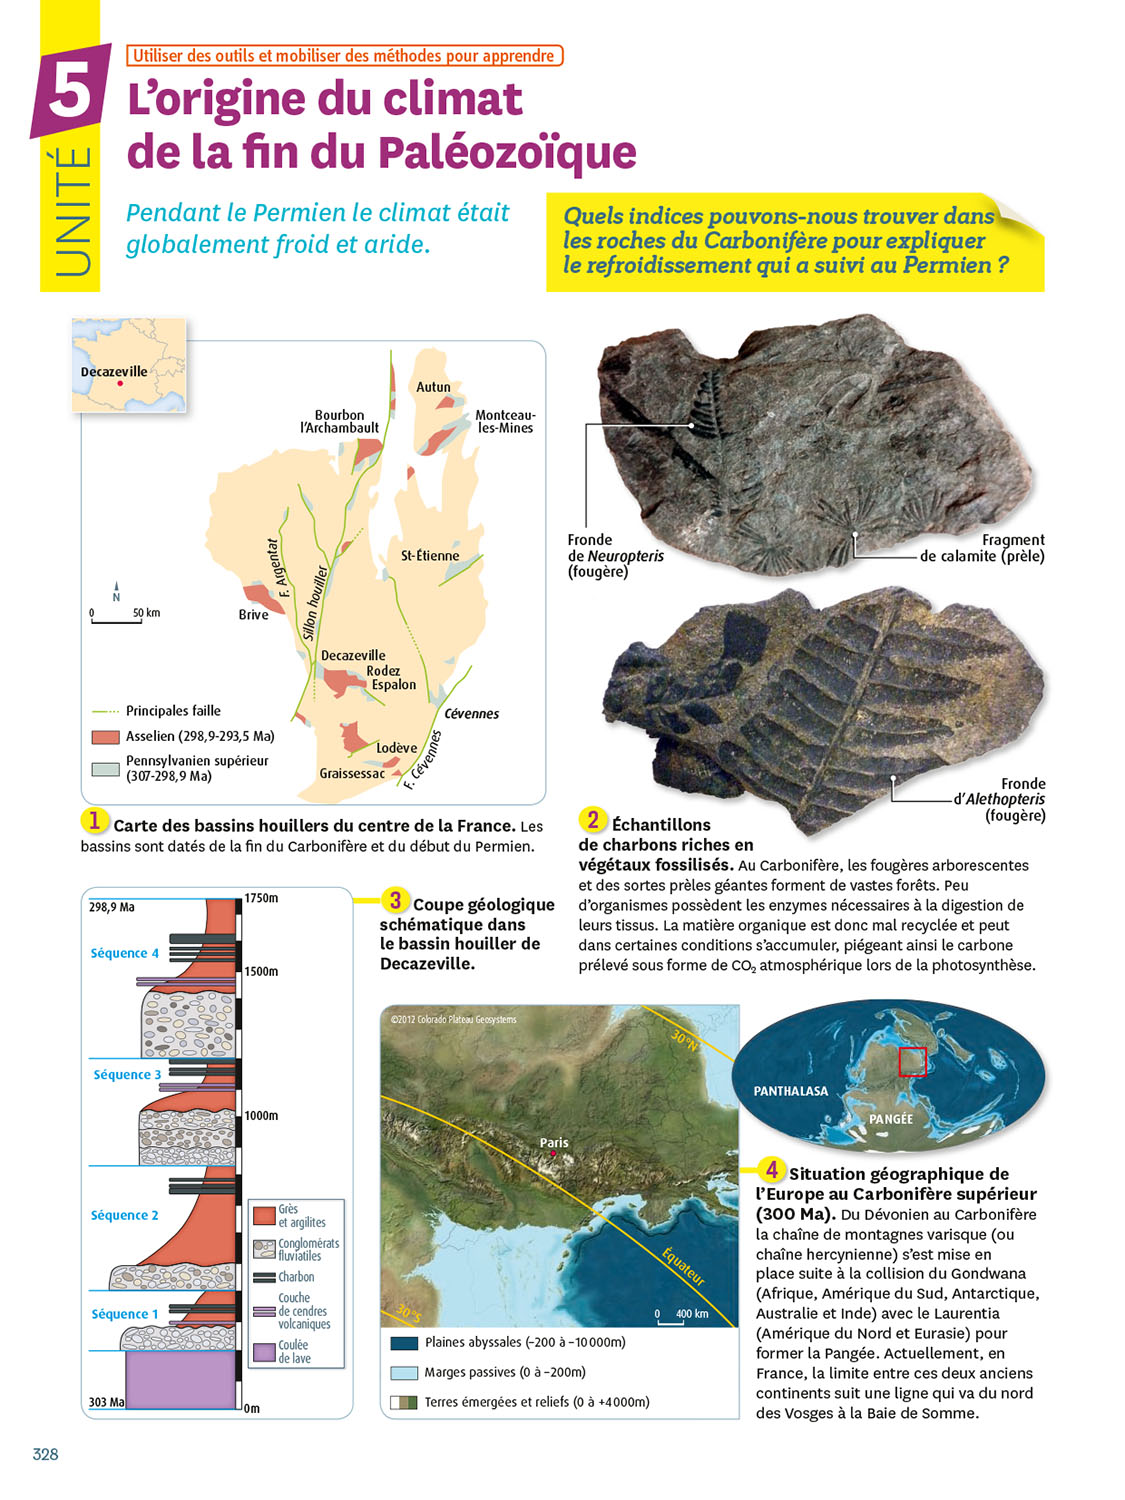 Utiliser des outils et mobiliser des méthodes pour apprendre
UNITÉ 5
L'origine du climat
de la fin du Paléozoïque
Pendant le Permien le climat était
globalement froid et aride.
Quels indices pouvons-nous trouver dans
les roches du Carbonifère pour expliquer
le refroidissement qui a suivi au Permien ?
Decazeville
Autun
Bourbon
l'Archambault
Montceau-
les-Mines
St-Étienne
F. Argentat
Sillon houiller
Brive
N
0 50 km
Decazeville
Rodez
Espalon
Cévennes
Lodève
Graissessac
F. Cévennes
Principales faille
Asselien (298,9-293,5 Ma)
Pennsylvanien supérieur
(307-298,9 Ma)
1 Carte des bassins houillers du centre de la France. Les
bassins sont datés de la fin du Carbonifère et du début du Permien.
Fronde
de Neuropteris
(fougère)
Fragment
de calamite (prèle)
Fronde
d'Alethopteris
(fougère)
2 Échantillons
de charbons riches en
végétaux fossilisés. Au Carbonifère, les fougères arborescentes
et des sortes prèles géantes forment de vastes forêts. Peu
d'organismes possèdent les enzymes nécessaires à la digestion de
leurs tissus. La matière organique est donc mal recyclée et peut
dans certaines conditions s'accumuler, piégeant ainsi le carbone
prélevé sous forme de CO₂ atmosphérique lors de la photosynthèse.
298,9 Ma
1750m
Séquence 4
1500m
Séquence 3
1000m
Séquence 2
Séquence 1
303 Ma
0m
Grès
et argilites
Conglomérats
fluviatiles
Charbon
Couche
de cendres
volcaniques
Coulée
de lave
3 Coupe géologique
schématique dans
le bassin houiller de
Decazeville.
©2012 Colorado Plateau Geosystems
30°N
Paris
Équateur
30°S
0 400 km
Plaines abyssales (–200 à –10 000m)
Marges passives (0 à –200m)
Terres émergées et reliefs (0 à +4 000m)
PANTHALASA
PANGÉE
4 Situation géographique de
l'Europe au Carbonifère supérieur
(300 Ma). Du Dévonien au Carbonifère
la chaîne de montagnes varisque (ou
chaîne hercynienne) s'est mise en
place suite à la collision du Gondwana
(Afrique, Amérique du Sud, Antarctique,
Australie et Inde) avec le Laurentia
(Amérique du Nord et Eurasie) pour
former la Pangée. Actuellement, en
France, la limite entre ces deux anciens
continents suit une ligne qui va du nord
des Vosges à la Baie de Somme.
328